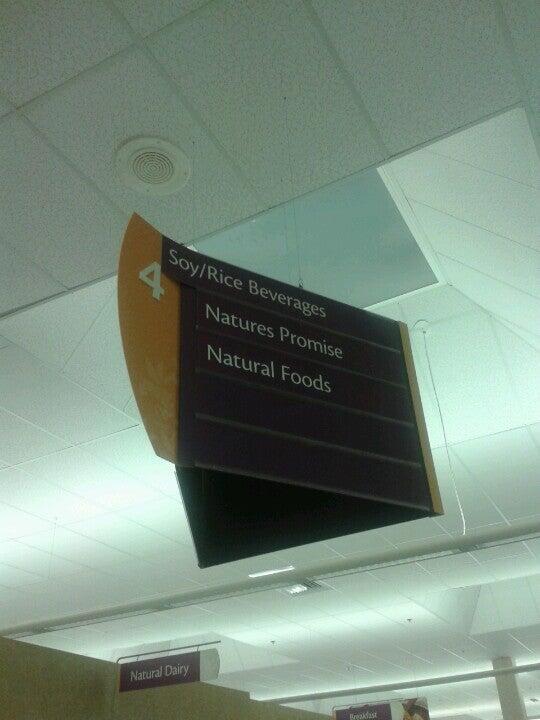 4
Soy/Rice Beverages
Natures Promise
Natural Foods
Natural Dairy
Breakfast